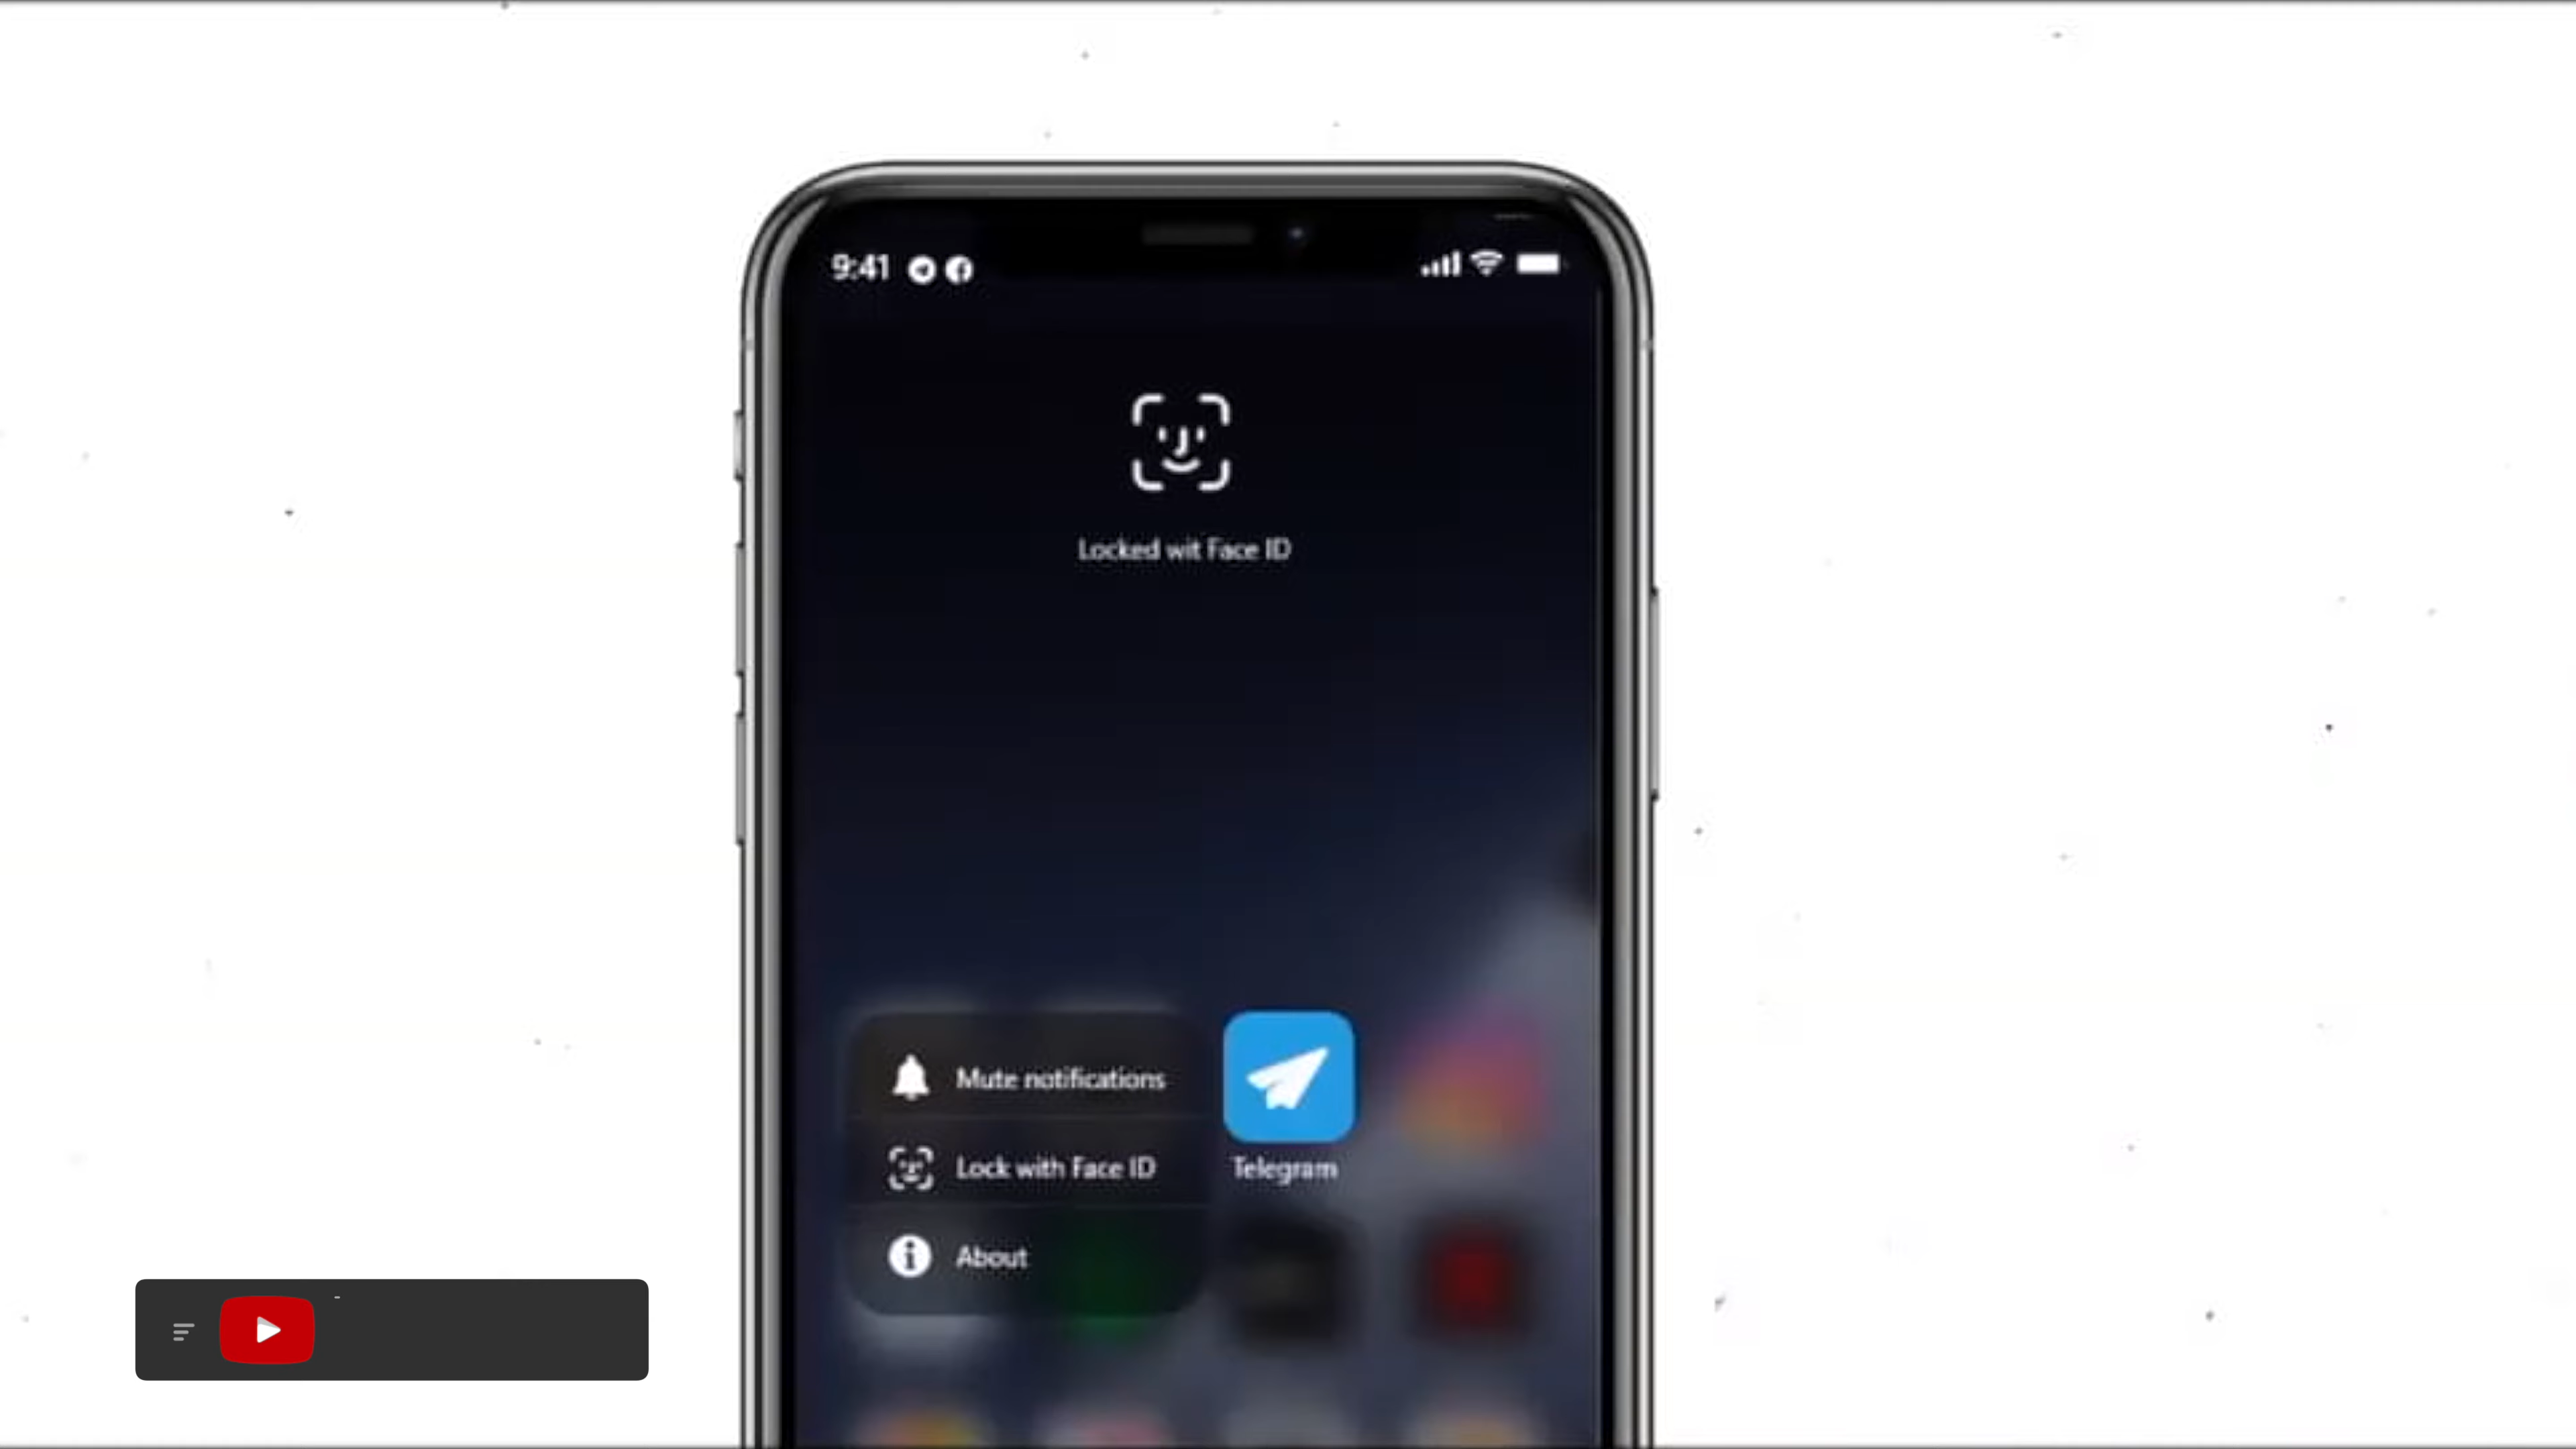 9:41
Locked wit Face ID
Mute notifications
Lock with Face ID
Telegram
About
-